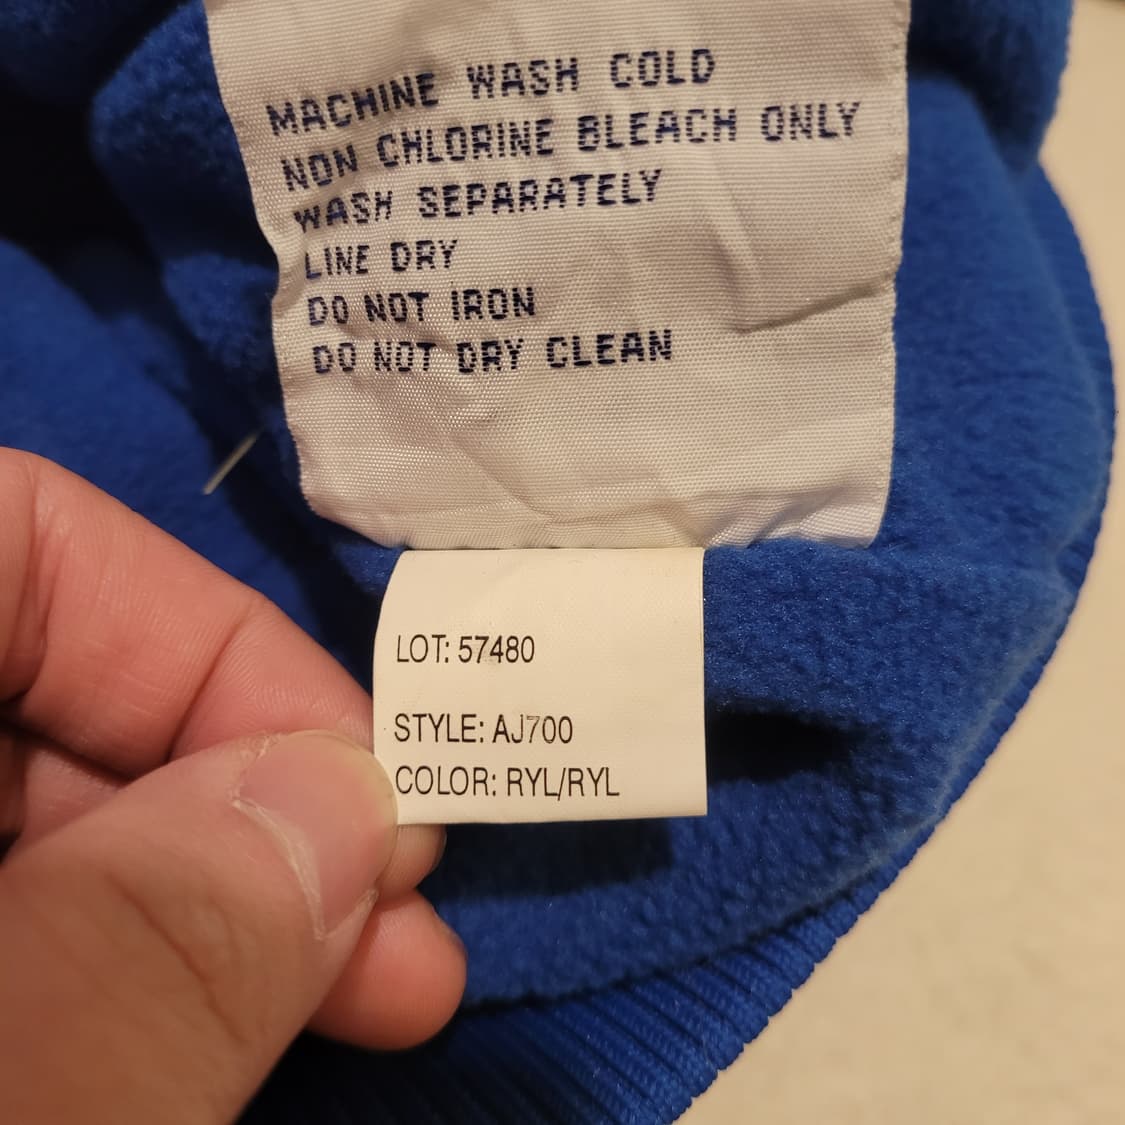 MACHINE WASH COLD
NON CHLORINE BLEACH ONLY
WASH SEPARATELY
LINE DRY
DO NOT IRON
DO NOT DRY CLEAN
LOT: 57480
STYLE: AJ700
COLOR: RYL/RYL